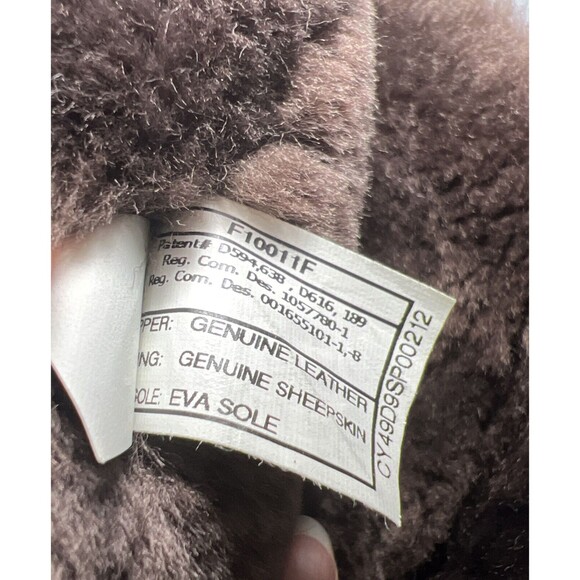 F10011F
Patent# D594,638, D616, 189
Reg. Com. Des. 1057780-1
Reg. Com. Des. 001655101-1,-8
PPER: GENUINE LEATHER
NG: GENUINE SHEEPSKIN
SOLE: EVA SOLE
CY49D9SP00212